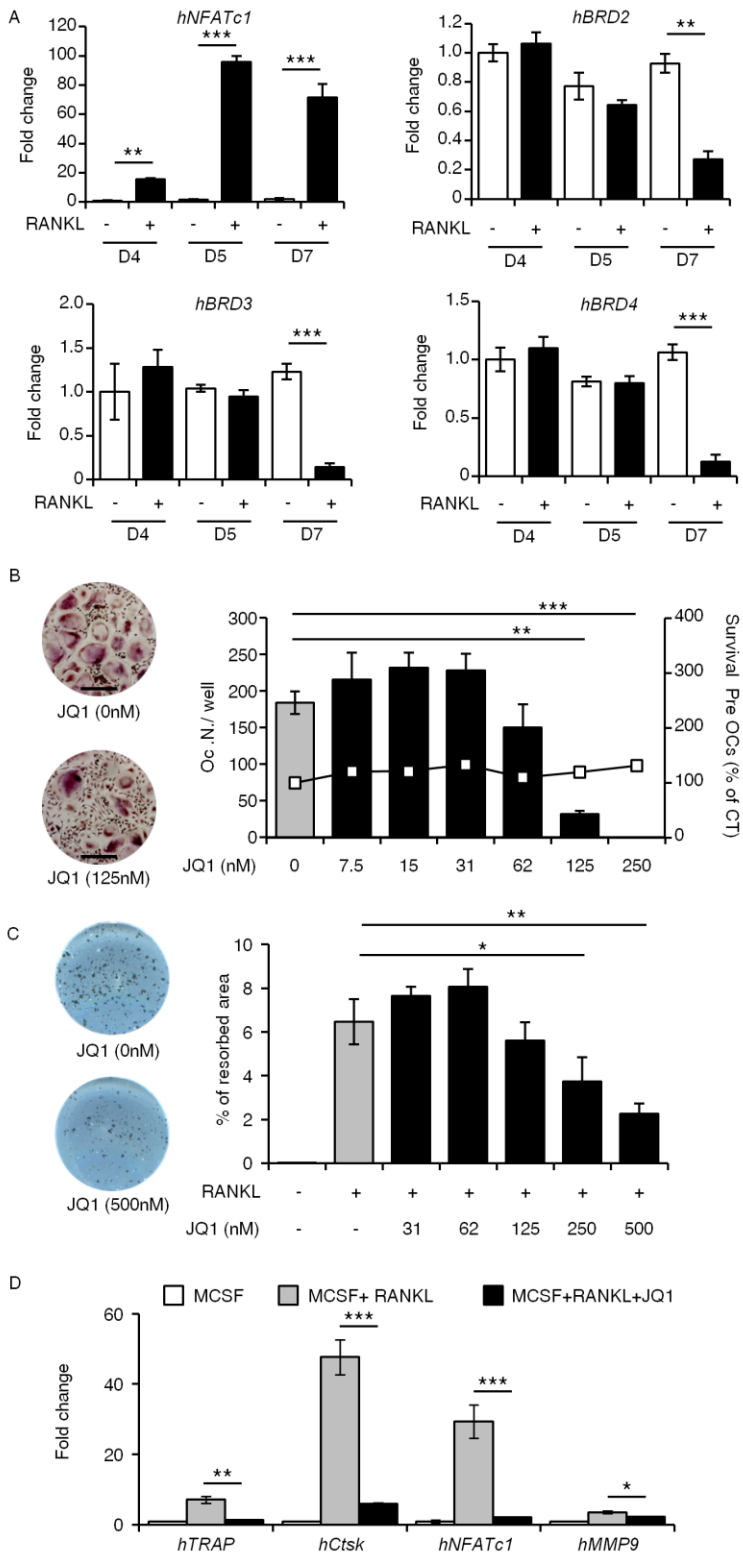 A
hNFATc1
Fold change
120
100
80
60
40
20
0
**
***
***
RANKL - + - + - +
D4 D5 D7
hBRD2
Fold change
1.2
1.0
0.8
0.6
0.4
0.2
0
**
RANKL - + - + - +
D4 D5 D7
hBRD3
Fold change
2.0
1.5
1.0
0.5
0
***
RANKL - + - + - +
D4 D5 D7
hBRD4
Fold change
1.5
1.0
0.5
0
***
RANKL - + - + - +
D4 D5 D7
B
JQ1 (0nM)
JQ1 (125nM)
Oc .N./ well
300
250
200
150
100
50
0
***
**
400
300
200
100
0
Survival Pre OCs (% of CT)
JQ1 (nM) 0 7.5 15 31 62 125 250
C
JQ1 (0nM)
JQ1 (500nM)
% of resorbed area
10
8
6
4
2
0
**
*
RANKL - + + + + + +
JQ1 (nM) - - 31 62 125 250 500
D
MCSF MCSF+ RANKL MCSF+RANKL+JQ1
Fold change
60
40
20
0
**
***
***
*
hTRAP hCtsk hNFATc1 hMMP9